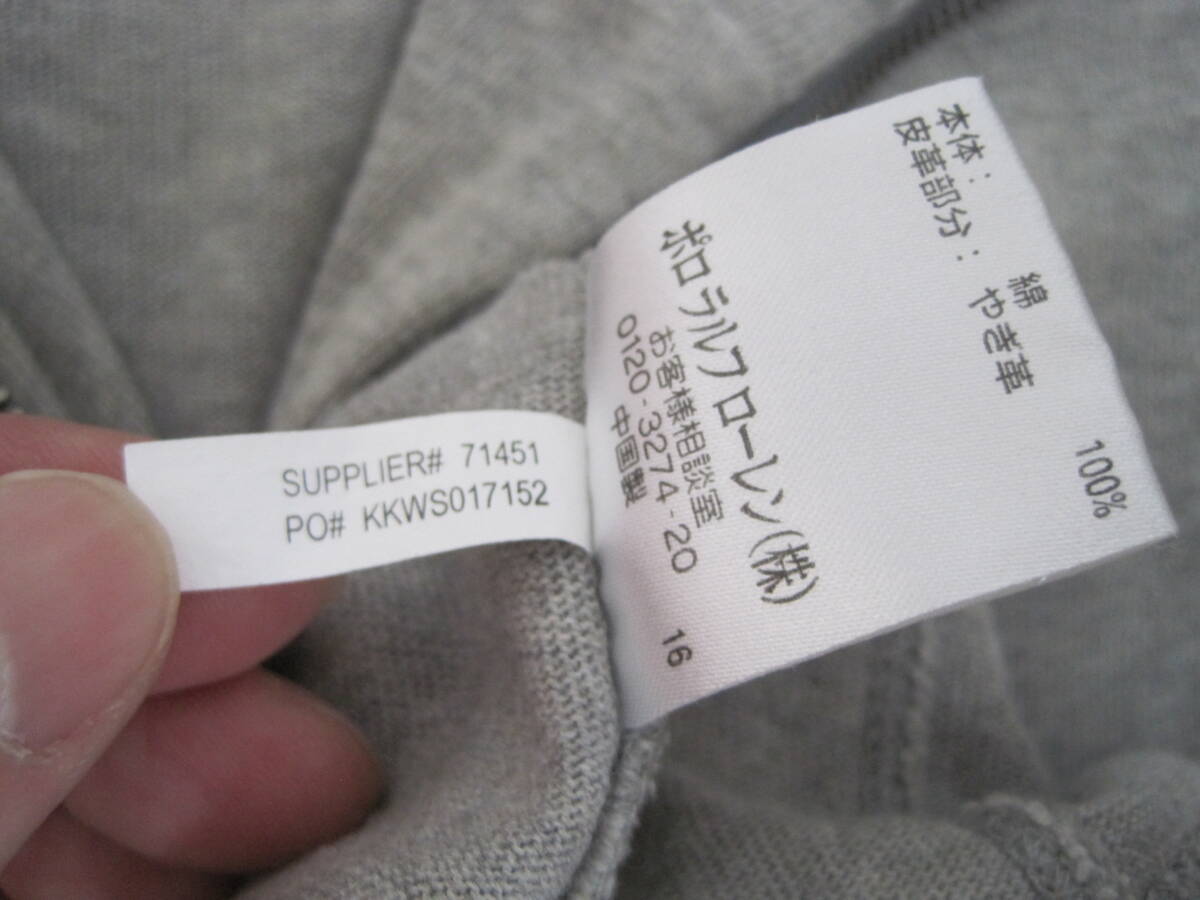 本体： 綿 100%
皮革部分： やぎ革
ポロ ラルフ ローレン(株)
お客様相談室
0120-3274-20
中国製 16
SUPPLIER# 71451
PO# KKWS017152